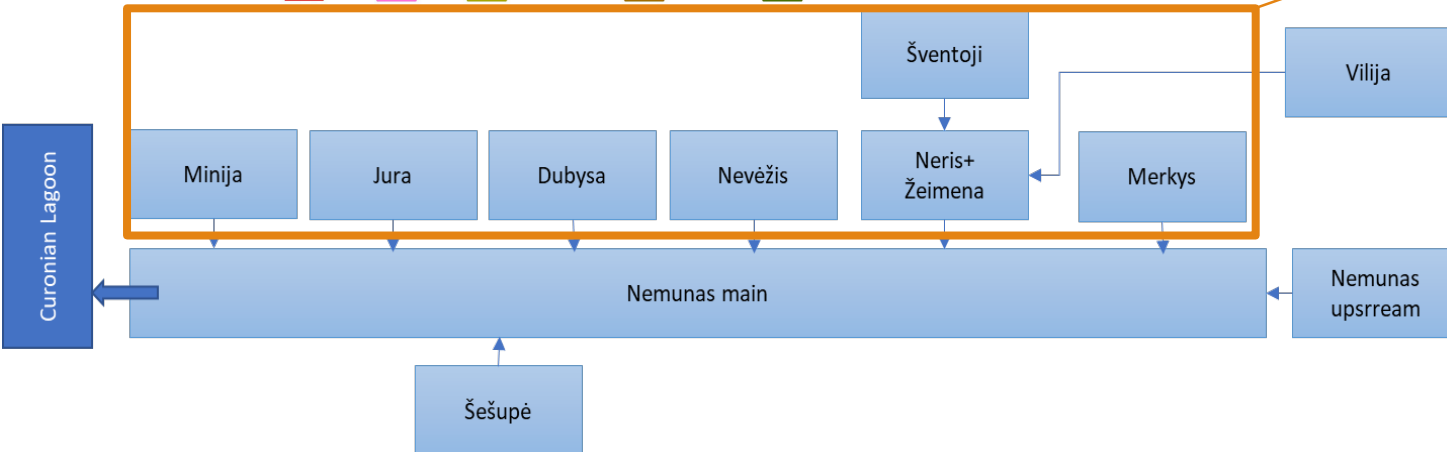 Šventoji
Vilija
Curonian Lagoon
Minija
Jura
Dubysa
Nevėžis
Neris+
Žeimena
Merkys
Nemunas main
Nemunas
upsrream
Šešupė